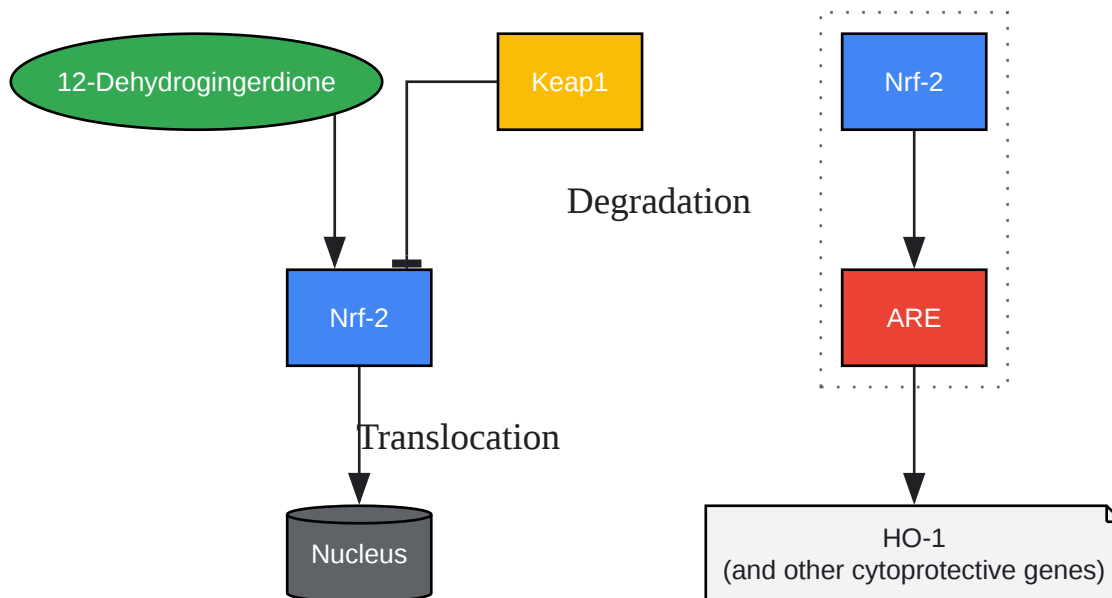 12-Dehydrogingerdione
Keap1
Nrf-2
Degradation
Nrf-2
ARE
Translocation
Nucleus
HO-1
(and other cytoprotective genes)